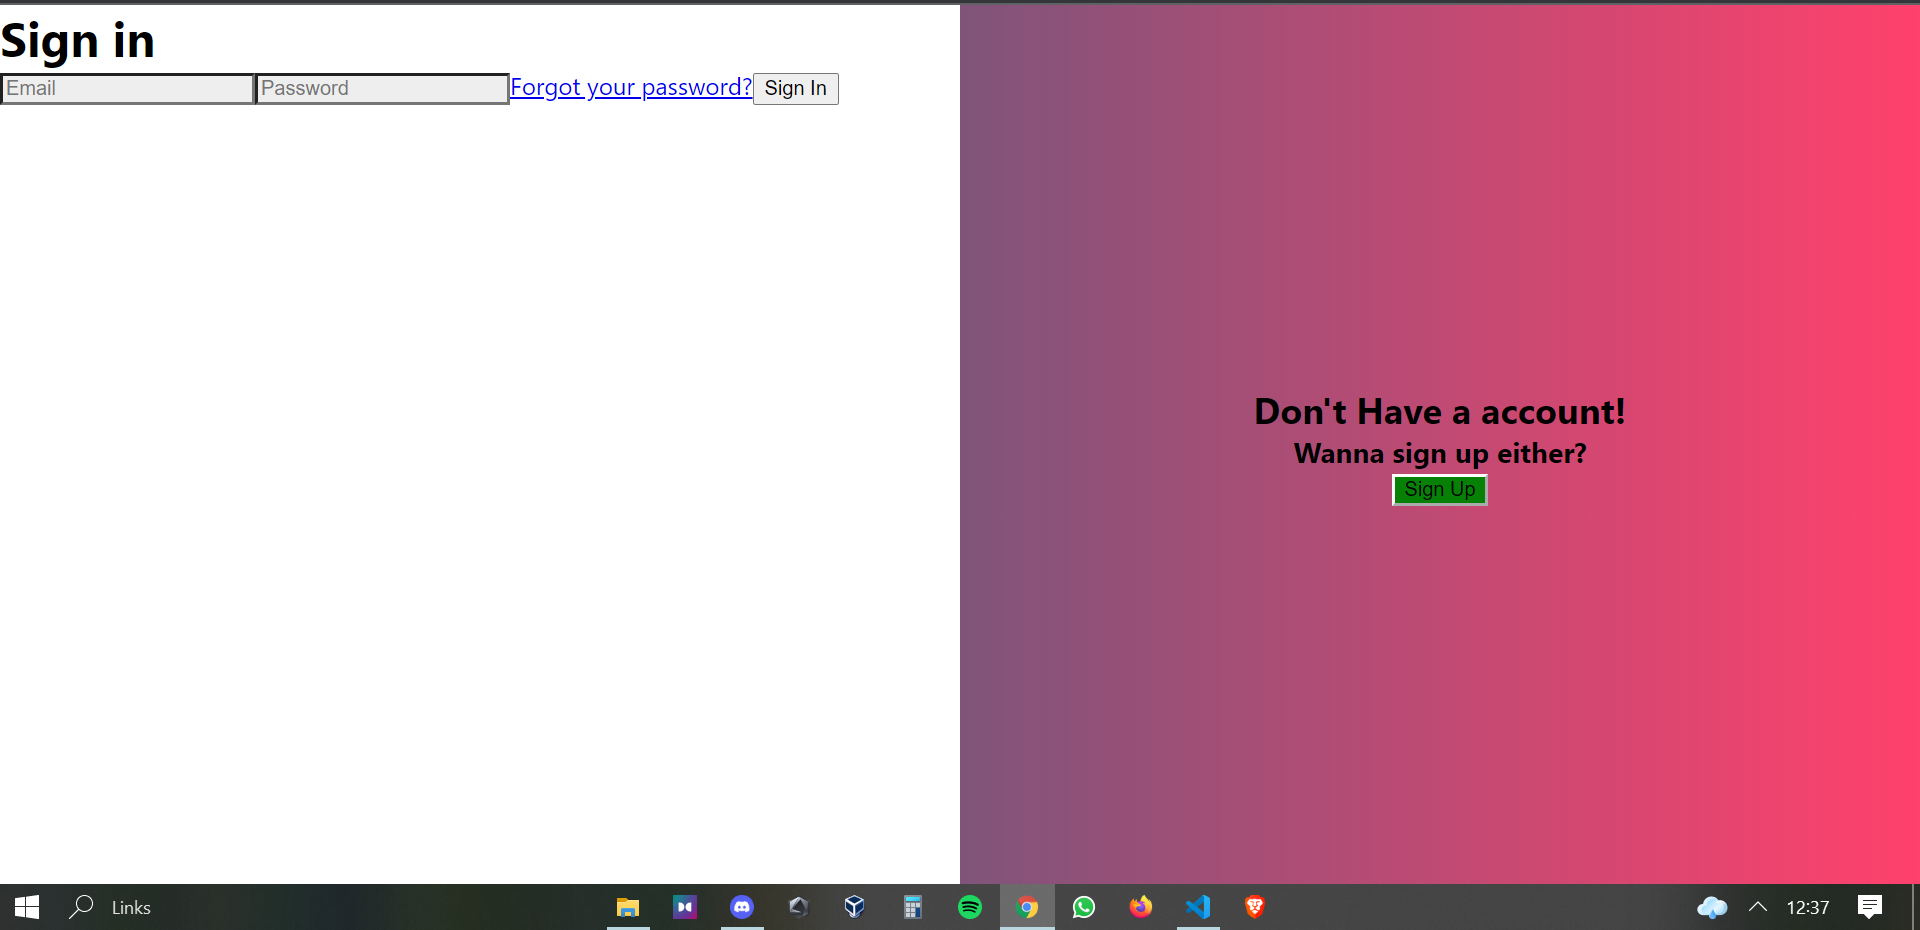 Sign in
Email Password Forgot your password? Sign In
Don't Have a account!
Wanna sign up either?
Sign Up
Links
12:37